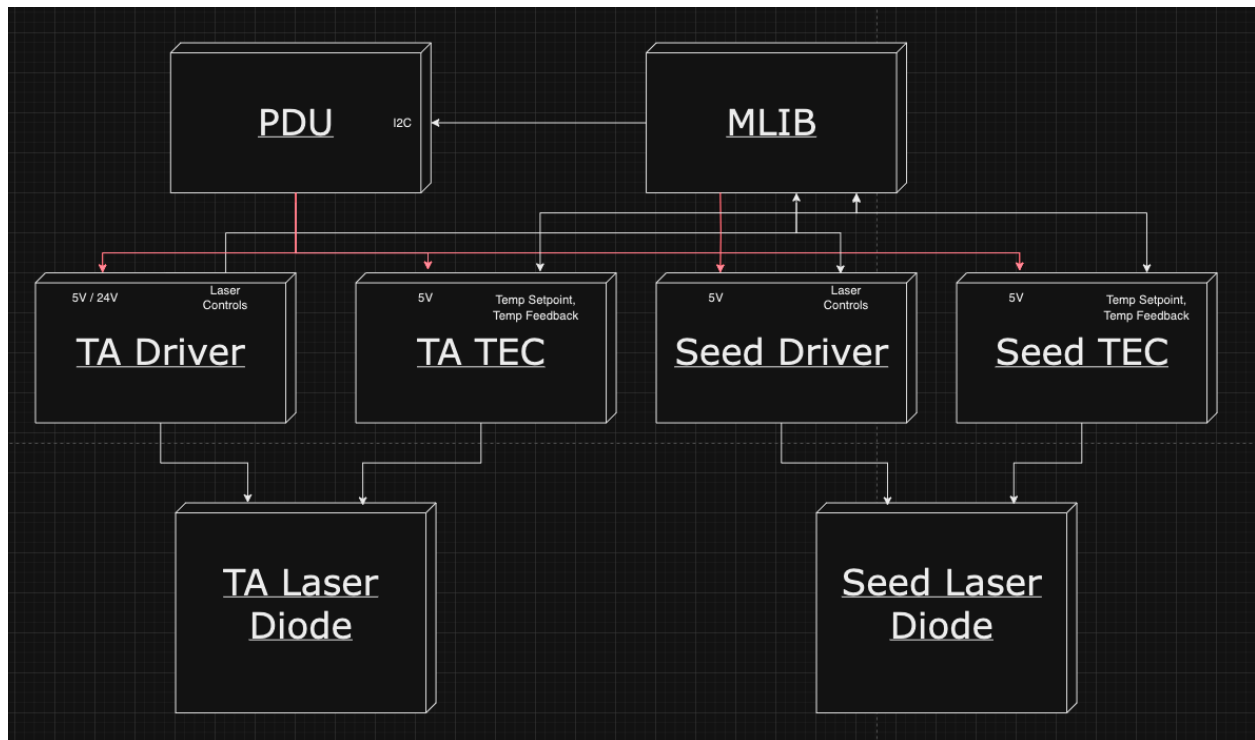 PDU
I2C
MLIB
5V / 24V
Laser
Controls
TA Driver
5V
Temp Setpoint,
Temp Feedback
TA TEC
5V
Laser
Controls
Seed Driver
5V
Temp Setpoint,
Temp Feedback
Seed TEC
TA Laser
Diode
Seed Laser
Diode